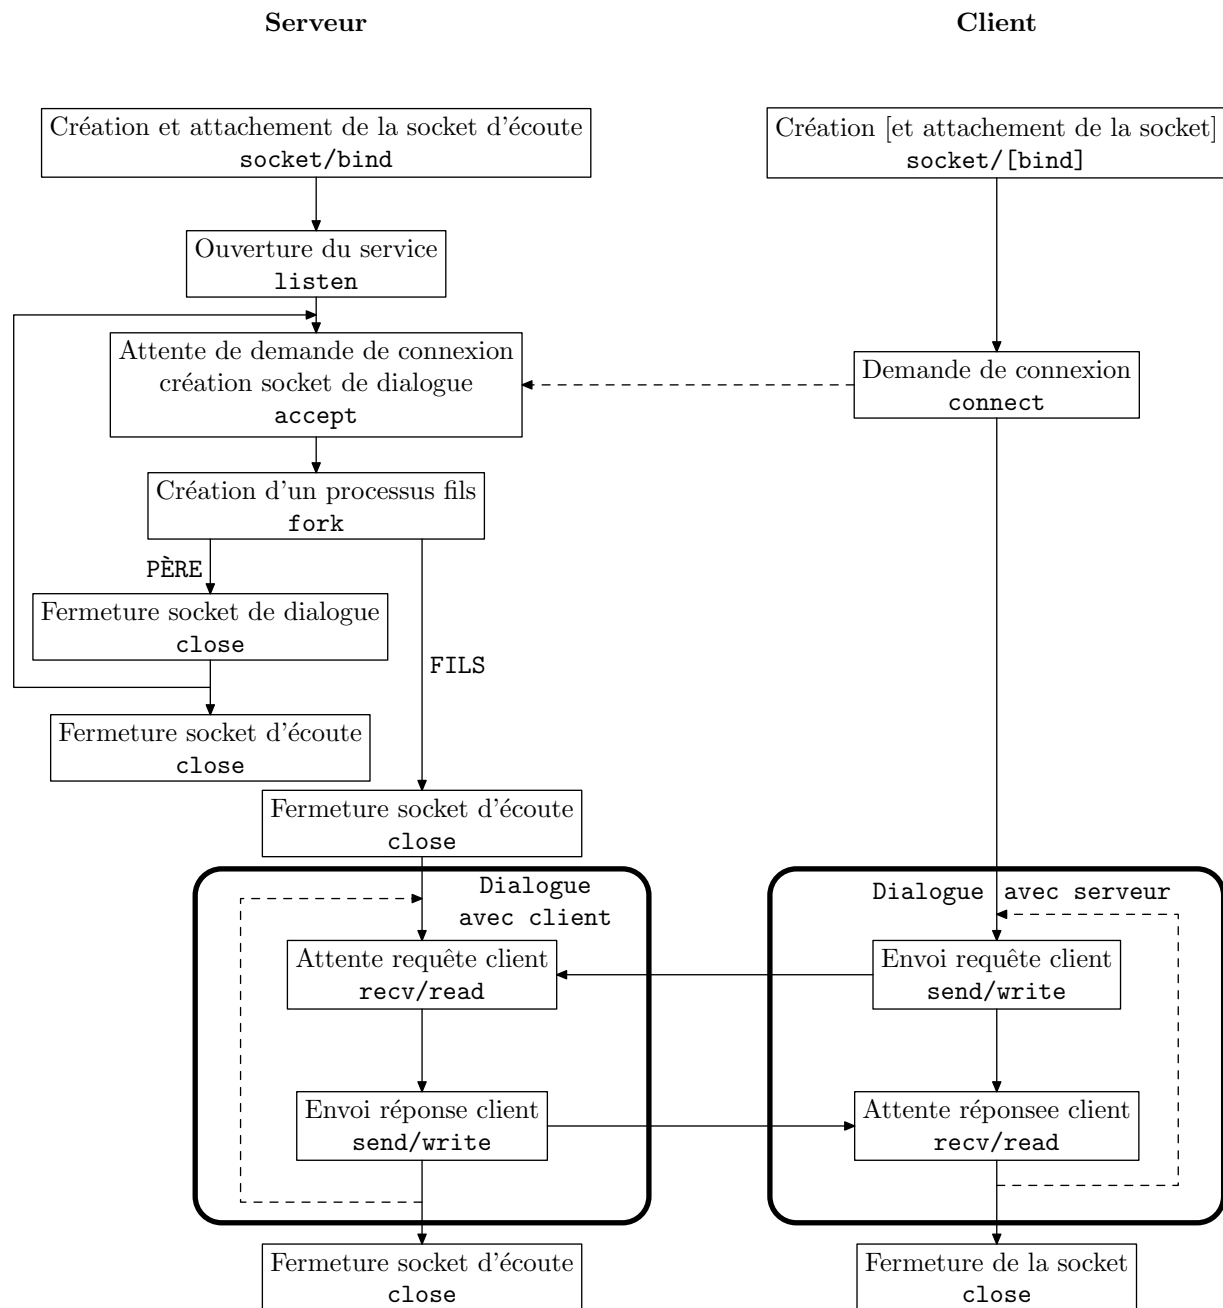 Serveur
Client
Création et attachement de la socket d'écoute
socket/bind
Création [et attachement de la socket]
socket/[bind]
Ouverture du service
listen
Attente de demande de connexion
création socket de dialogue
accept
Demande de connexion
connect
Création d'un processus fils
fork
PÈRE
Fermeture socket de dialogue
close
FILS
Fermeture socket d'écoute
close
Fermeture socket d'écoute
close
Dialogue
avec client
Dialogue avec serveur
Attente requête client
recv/read
Envoi requête client
send/write
Envoi réponse client
send/write
Attente réponsee client
recv/read
Fermeture socket d'écoute
close
Fermeture de la socket
close